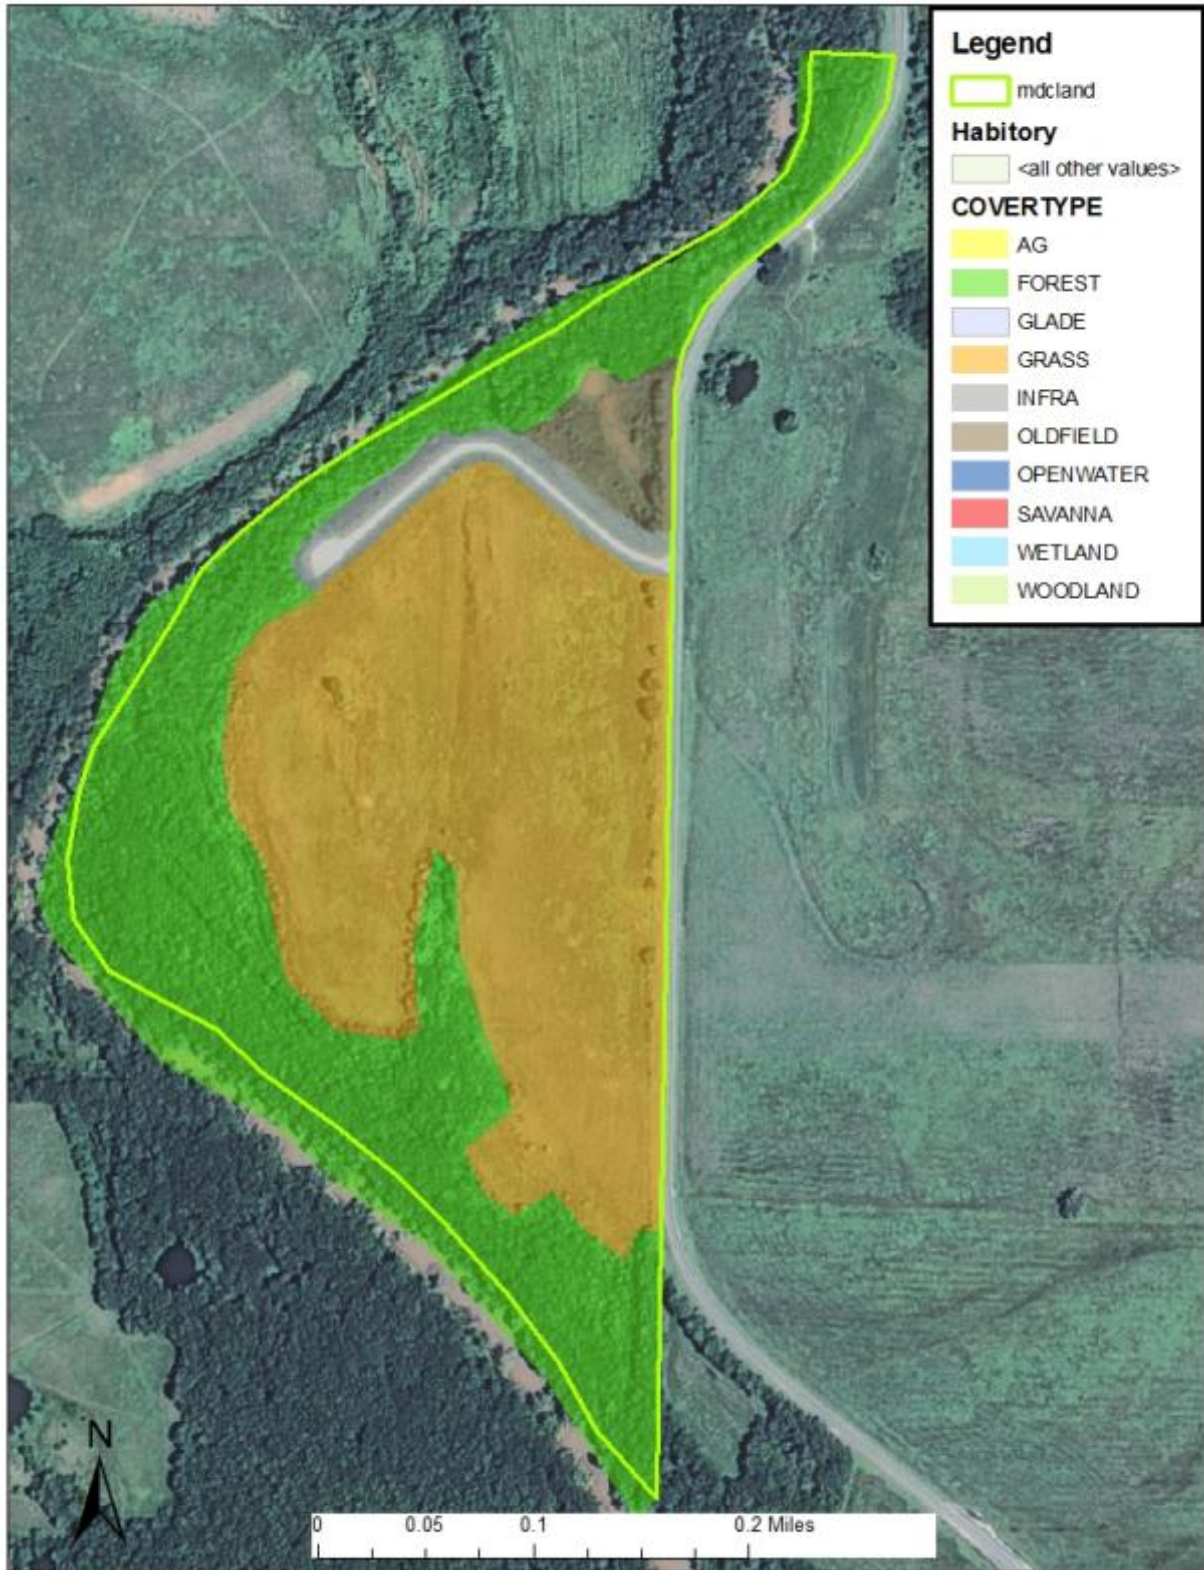 Legend
mdcland
Habitory
<all other values>
COVERTYPE
AG
FOREST
GLADE
GRASS
INFRA
OLDFIELD
OPENWATER
SAVANNA
WETLAND
WOODLAND
N
0 0.05 0.1 0.2 Miles